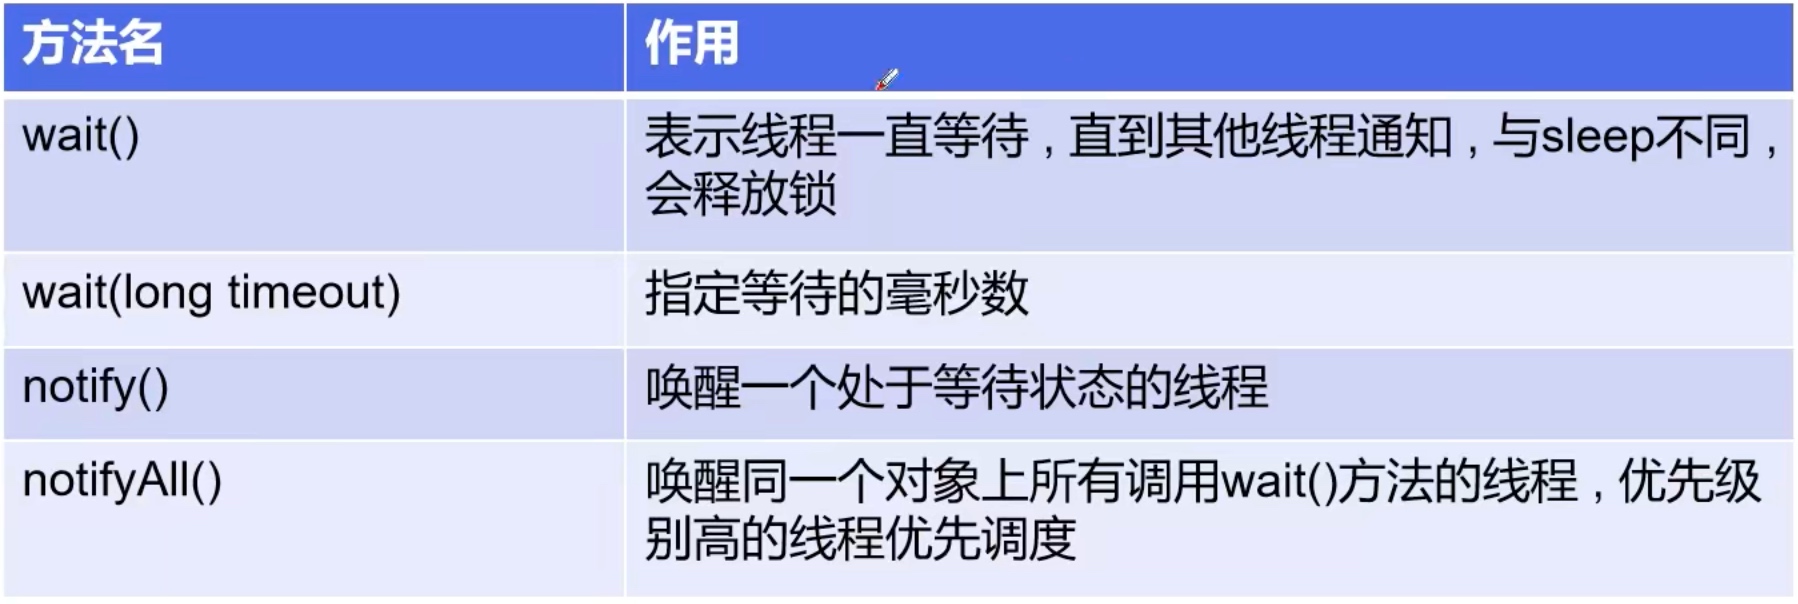 方法名
作用
wait()
表示线程一直等待，直到其他线程通知，与sleep不同，
会释放锁
wait(long timeout)
指定等待的毫秒数
notify()
唤醒一个处于等待状态的线程
notifyAll()
唤醒同一个对象上所有调用wait()方法的线程，优先级
别高的线程优先调度